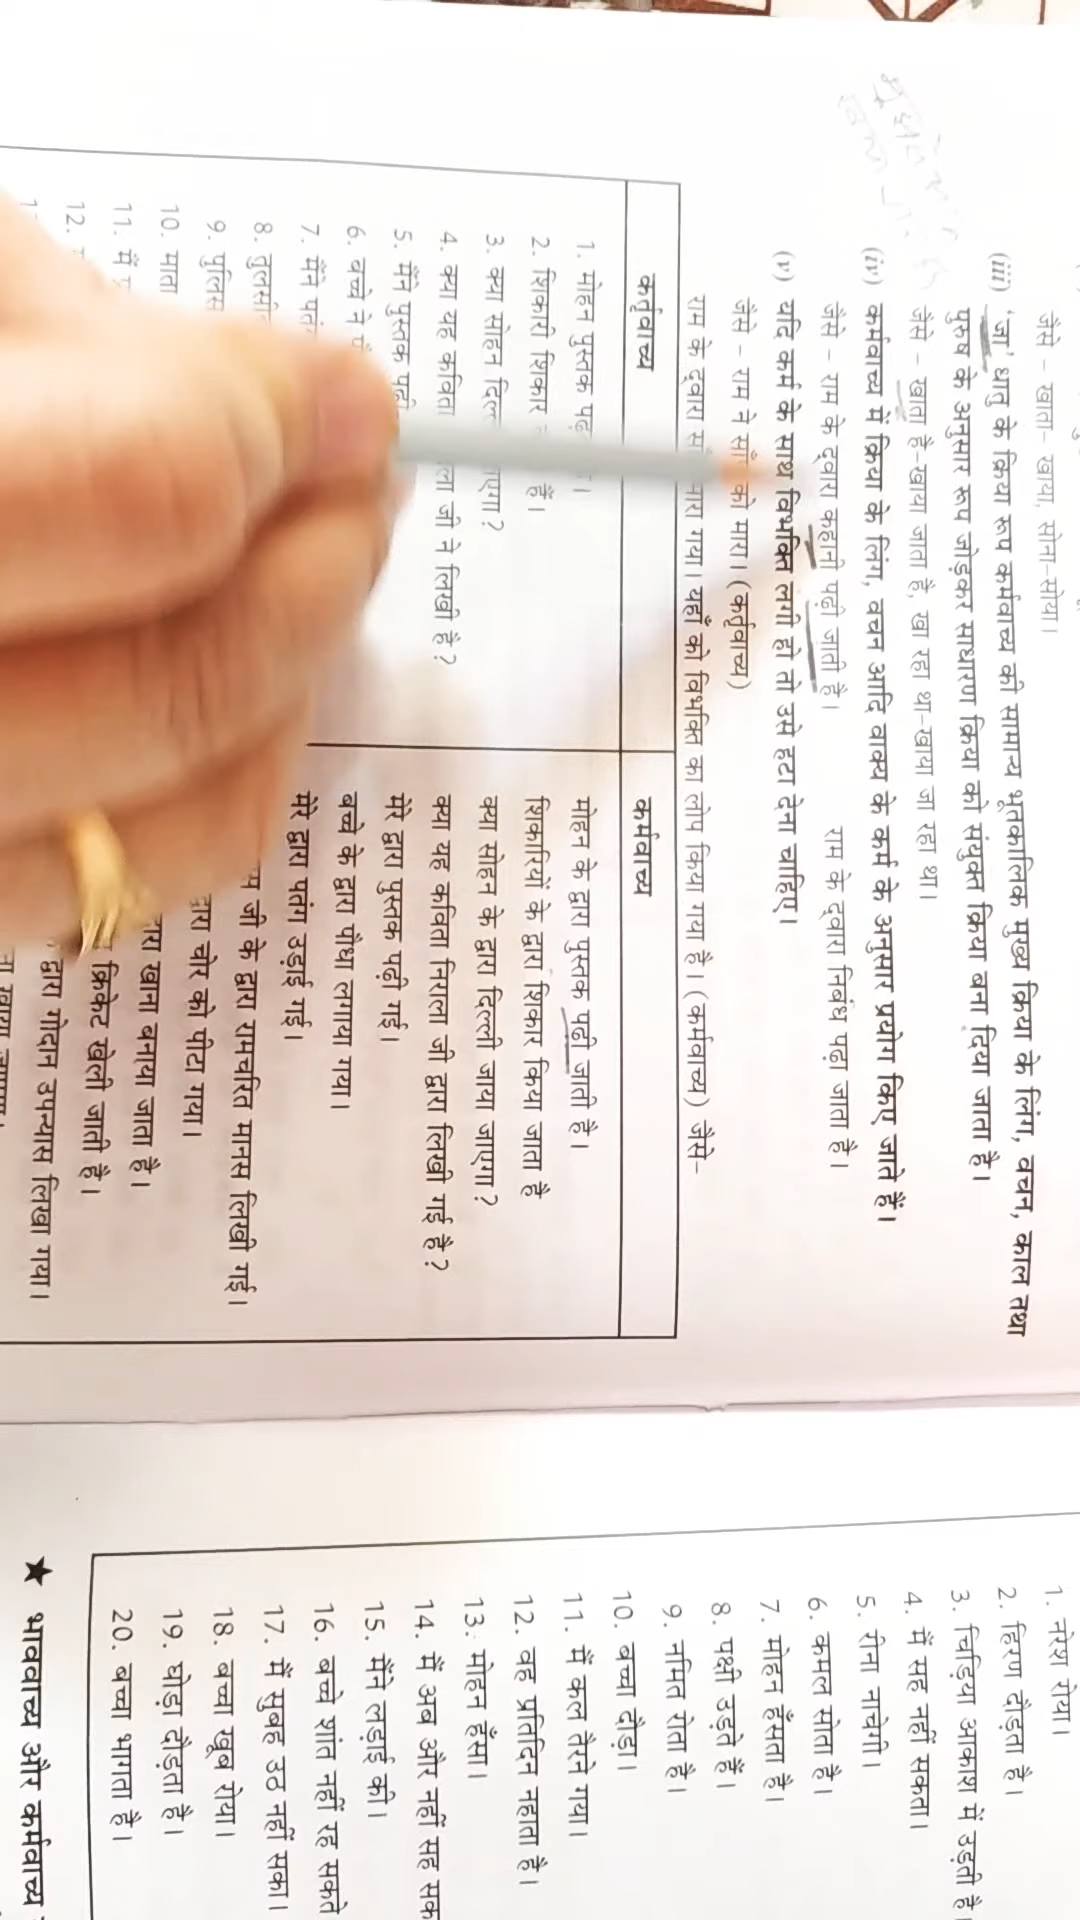 जैसे – खाता- खाया, सोना-सोया।
(iii) 'जा' धातु के क्रिया रूप कर्मवाच्य की सामान्य भूतकालिक मुख्य क्रिया के लिंग, वचन, काल तथा
पुरुष के अनुसार रूप जोड़कर साधारण क्रिया को संयुक्त क्रिया बना दिया जाता है।
जैसे – खाता है-खाया जाता है, खा रहा था-खाया जा रहा था।
(iv) कर्मवाच्य में क्रिया के लिंग, वचन आदि वाक्य के कर्म के अनुसार प्रयोग किए जाते हैं।
जैसे – राम के द्वारा कहानी पढ़ी जाती है। राम के द्वारा निबंध पढ़ा जाता है।
(v) यदि कर्म के साथ विभक्ति लगी हो तो उसे हटा देना चाहिए।
जैसे – राम ने को मारा। (कर्तृवाच्य)
राम के द्वारा मारा गया। यहाँ को विभक्ति का लोप किया गया है। (कर्मवाच्य) जैसे–
कर्तृवाच्य कर्मवाच्य
1. मोहन पुस्तक मोहन के द्वारा पुस्तक पढ़ी जाती है।
2. शिकारी शिकार हैं। शिकारियों के द्वारा शिकार किया जाता है
3. क्या सोहन क्या सोहन के द्वारा दिल्ली जाया जाएगा?
4. क्या यह कविता जी ने लिखी है? क्या यह कविता निराला जी द्वारा लिखी गई है?
5. मैंने पुस्तक पढ़ी मेरे द्वारा पुस्तक पढ़ी गई।
6. बच्चे ने बच्चे के द्वारा पौधा लगाया गया।
7. मैंने मेरे द्वारा पतंग उड़ाई गई।
8. जी के द्वारा रामचरित मानस लिखी गई।
9. पुलिस द्वारा चोर को पीटा गया।
10. माता खाना बनाया जाता है।
11. मैं क्रिकेट खेली जाती है।
12. द्वारा गोदान उपन्यास लिखा गया।
1. नरेश रोया।
2. हिरण दौड़ता है।
3. चिड़िया आकाश में उड़ती है।
4. मैं सह नहीं सकता।
5. रीना नाचेगी।
6. कमल सोता है।
7. मोहन हँसता है।
8. पक्षी उड़ते हैं।
9. नमित रोता है।
10. बच्चा दौड़ा।
11. मैं कल तैरने गया।
12. वह प्रतिदिन नहाता है।
13. मोहन हँसा।
14. मैं अब और नहीं सह सक
15. मैंने लड़ाई की।
16. बच्चे शांत नहीं रह सकते
17. मैं सुबह उठ नहीं सका।
18. बच्चा खूब रोया।
19. घोड़ा दौड़ता है।
20. बच्चा भागता है।
★ भाववाच्य और कर्मवाच्य